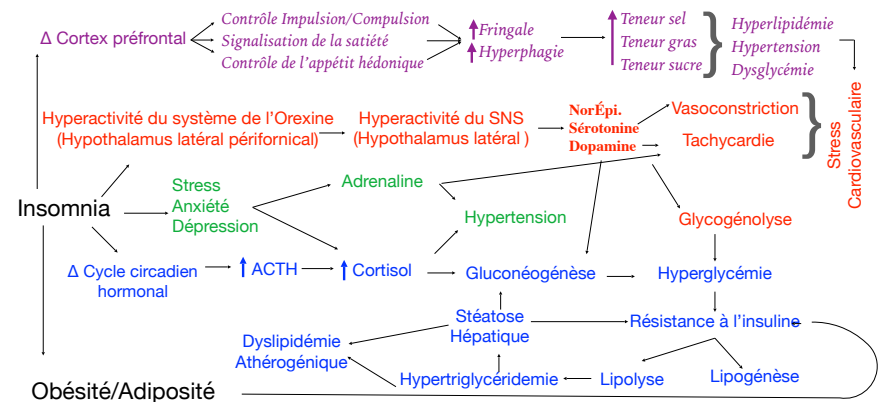 Δ Cortex préfrontal
Contrôle Impulsion/Compulsion
Signalisation de la satiété
Contrôle de l'appétit hédonique
Fringale
Hyperphagie
Teneur sel
Teneur gras
Teneur sucre
Hyperlipidémie
Hypertension
Dysglycémie
Hyperactivité du système de l'Orexine
(Hypothalamus latéral périfornical)
Hyperactivité du SNS
(Hypothalamus latéral )
NorÉpi.
Sérotonine
Dopamine
Vasoconstriction
Tachycardie
Stress
Cardiovasculaire
Insomnia
Stress
Anxiété
Dépression
Adrenaline
Hypertension
Glycogénolyse
Δ Cycle circadien
hormonal
ACTH
Cortisol
Gluconéogénèse
Hyperglycémie
Stéatose
Hépatique
Résistance à l'insuline
Dyslipidémie
Athérogénique
Hypertriglycéridemie
Lipolyse
Lipogénèse
Obésité/Adiposité